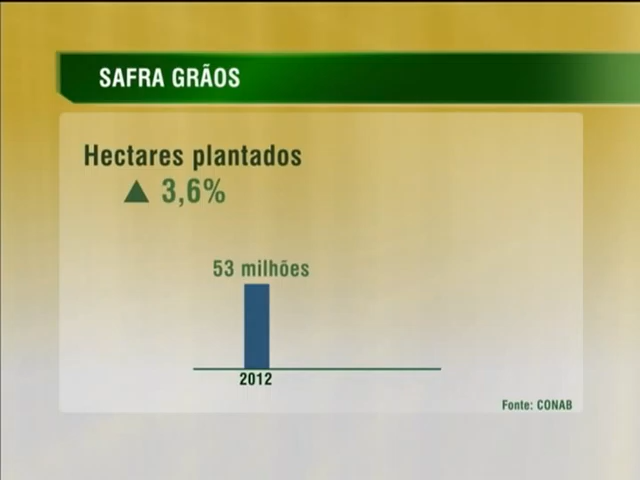 SAFRA GRÃOS
Hectares plantados
▲ 3,6%
53 milhões
2012
Fonte: CONAB